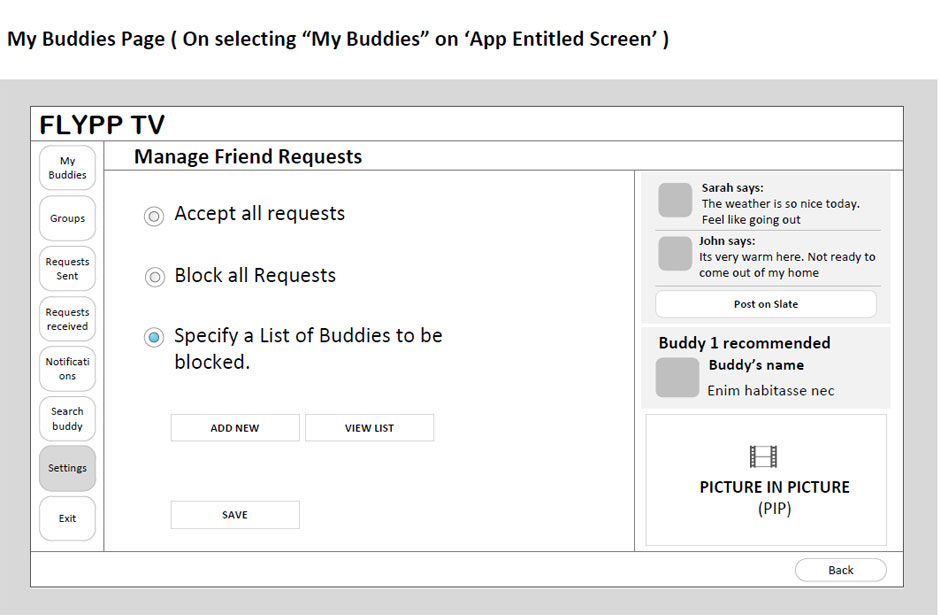 My Buddies Page ( On selecting “My Buddies” on ‘App Entitled Screen’ )
FLYPP TV
My
Buddies
Groups
Requests
Sent
Requests
received
Notificati
ons
Search
buddy
Settings
Exit
Manage Friend Requests
Accept all requests
Block all Requests
Specify a List of Buddies to be
blocked.
ADD NEW
VIEW LIST
SAVE
Sarah says:
The weather is so nice today.
Feel like going out
John says:
Its very warm here. Not ready to
come out of my home
Post on Slate
Buddy 1 recommended
Buddy’s name
Enim habitasse nec
PICTURE IN PICTURE
(PIP)
Back